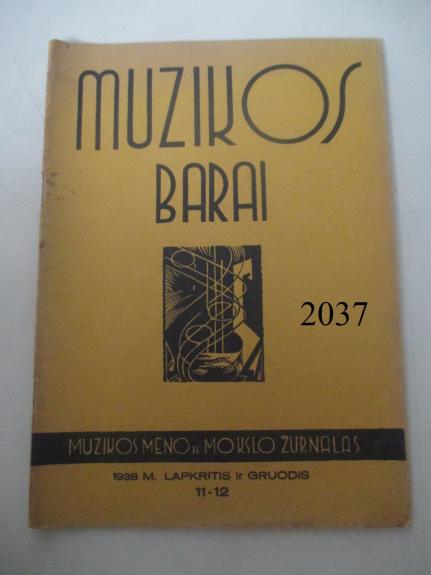 MUZIKOS
BARAI
2037
MUZIKOS MENO IR MOKSLO ŽURNALAS
1938 M. LAPKRITIS ir GRUODIS
11-12